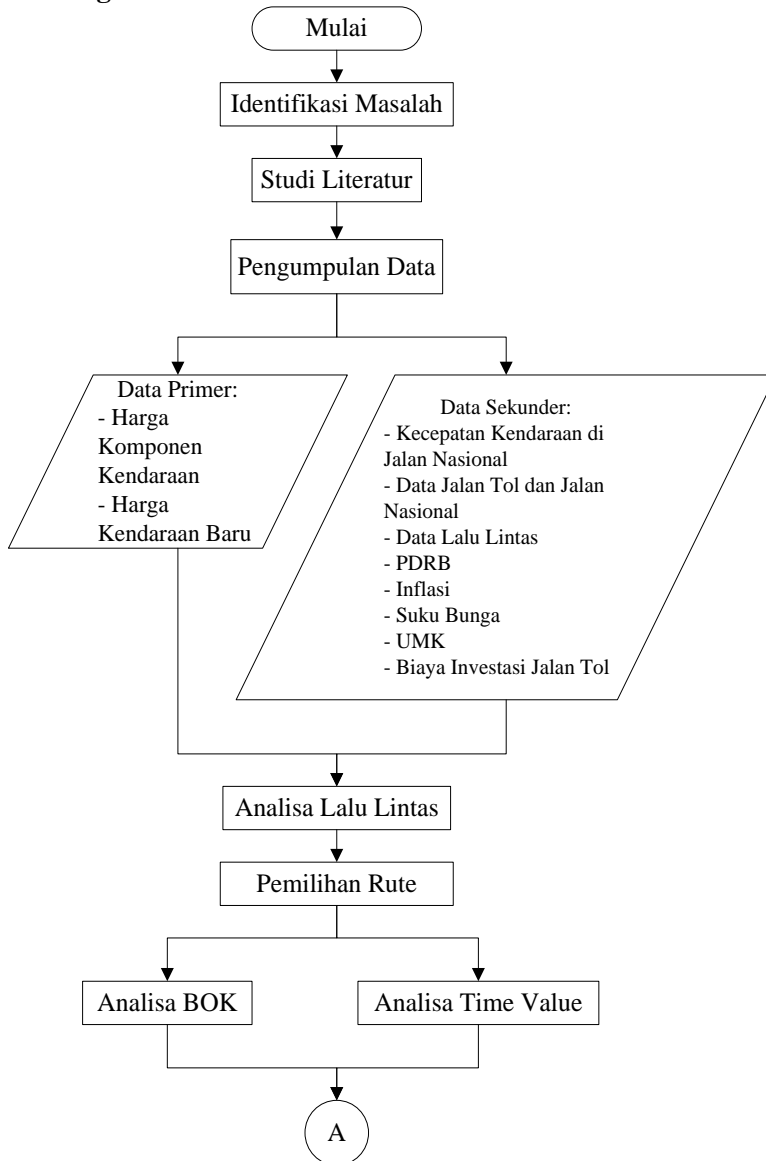 Mulai
Identifikasi Masalah
Studi Literatur
Pengumpulan Data
Data Primer:
- Harga
Komponen
Kendaraan
- Harga
Kendaraan Baru
Data Sekunder:
- Kecepatan Kendaraan di
Jalan Nasional
- Data Jalan Tol dan Jalan
Nasional
- Data Lalu Lintas
- PDRB
- Inflasi
- Suku Bunga
- UMK
- Biaya Investasi Jalan Tol
Analisa Lalu Lintas
Pemilihan Rute
Analisa BOK
Analisa Time Value
A